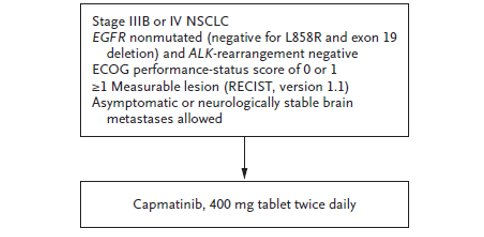 Stage IIIB or IV NSCLC
EGFR nonmutated (negative for L858R and exon 19
deletion) and ALK-rearrangement negative
ECOG performance-status score of 0 or 1
≥1 Measurable lesion (RECIST, version 1.1)
Asymptomatic or neurologically stable brain
metastases allowed
Capmatinib, 400 mg tablet twice daily